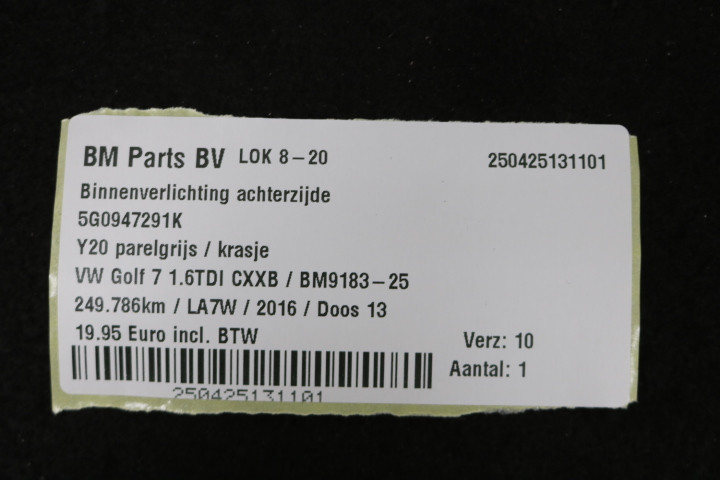 BM Parts BV LOK 8-20 250425131101
Binnenverlichting achterzijde
5G0947291K
Y20 parelgrijs / krasje
VW Golf 7 1.6TDI CXXB / BM9183-25
249.786km / LA7W / 2016 / Doos 13
19.95 Euro incl. BTW Verz: 10
Aantal: 1
250425131101